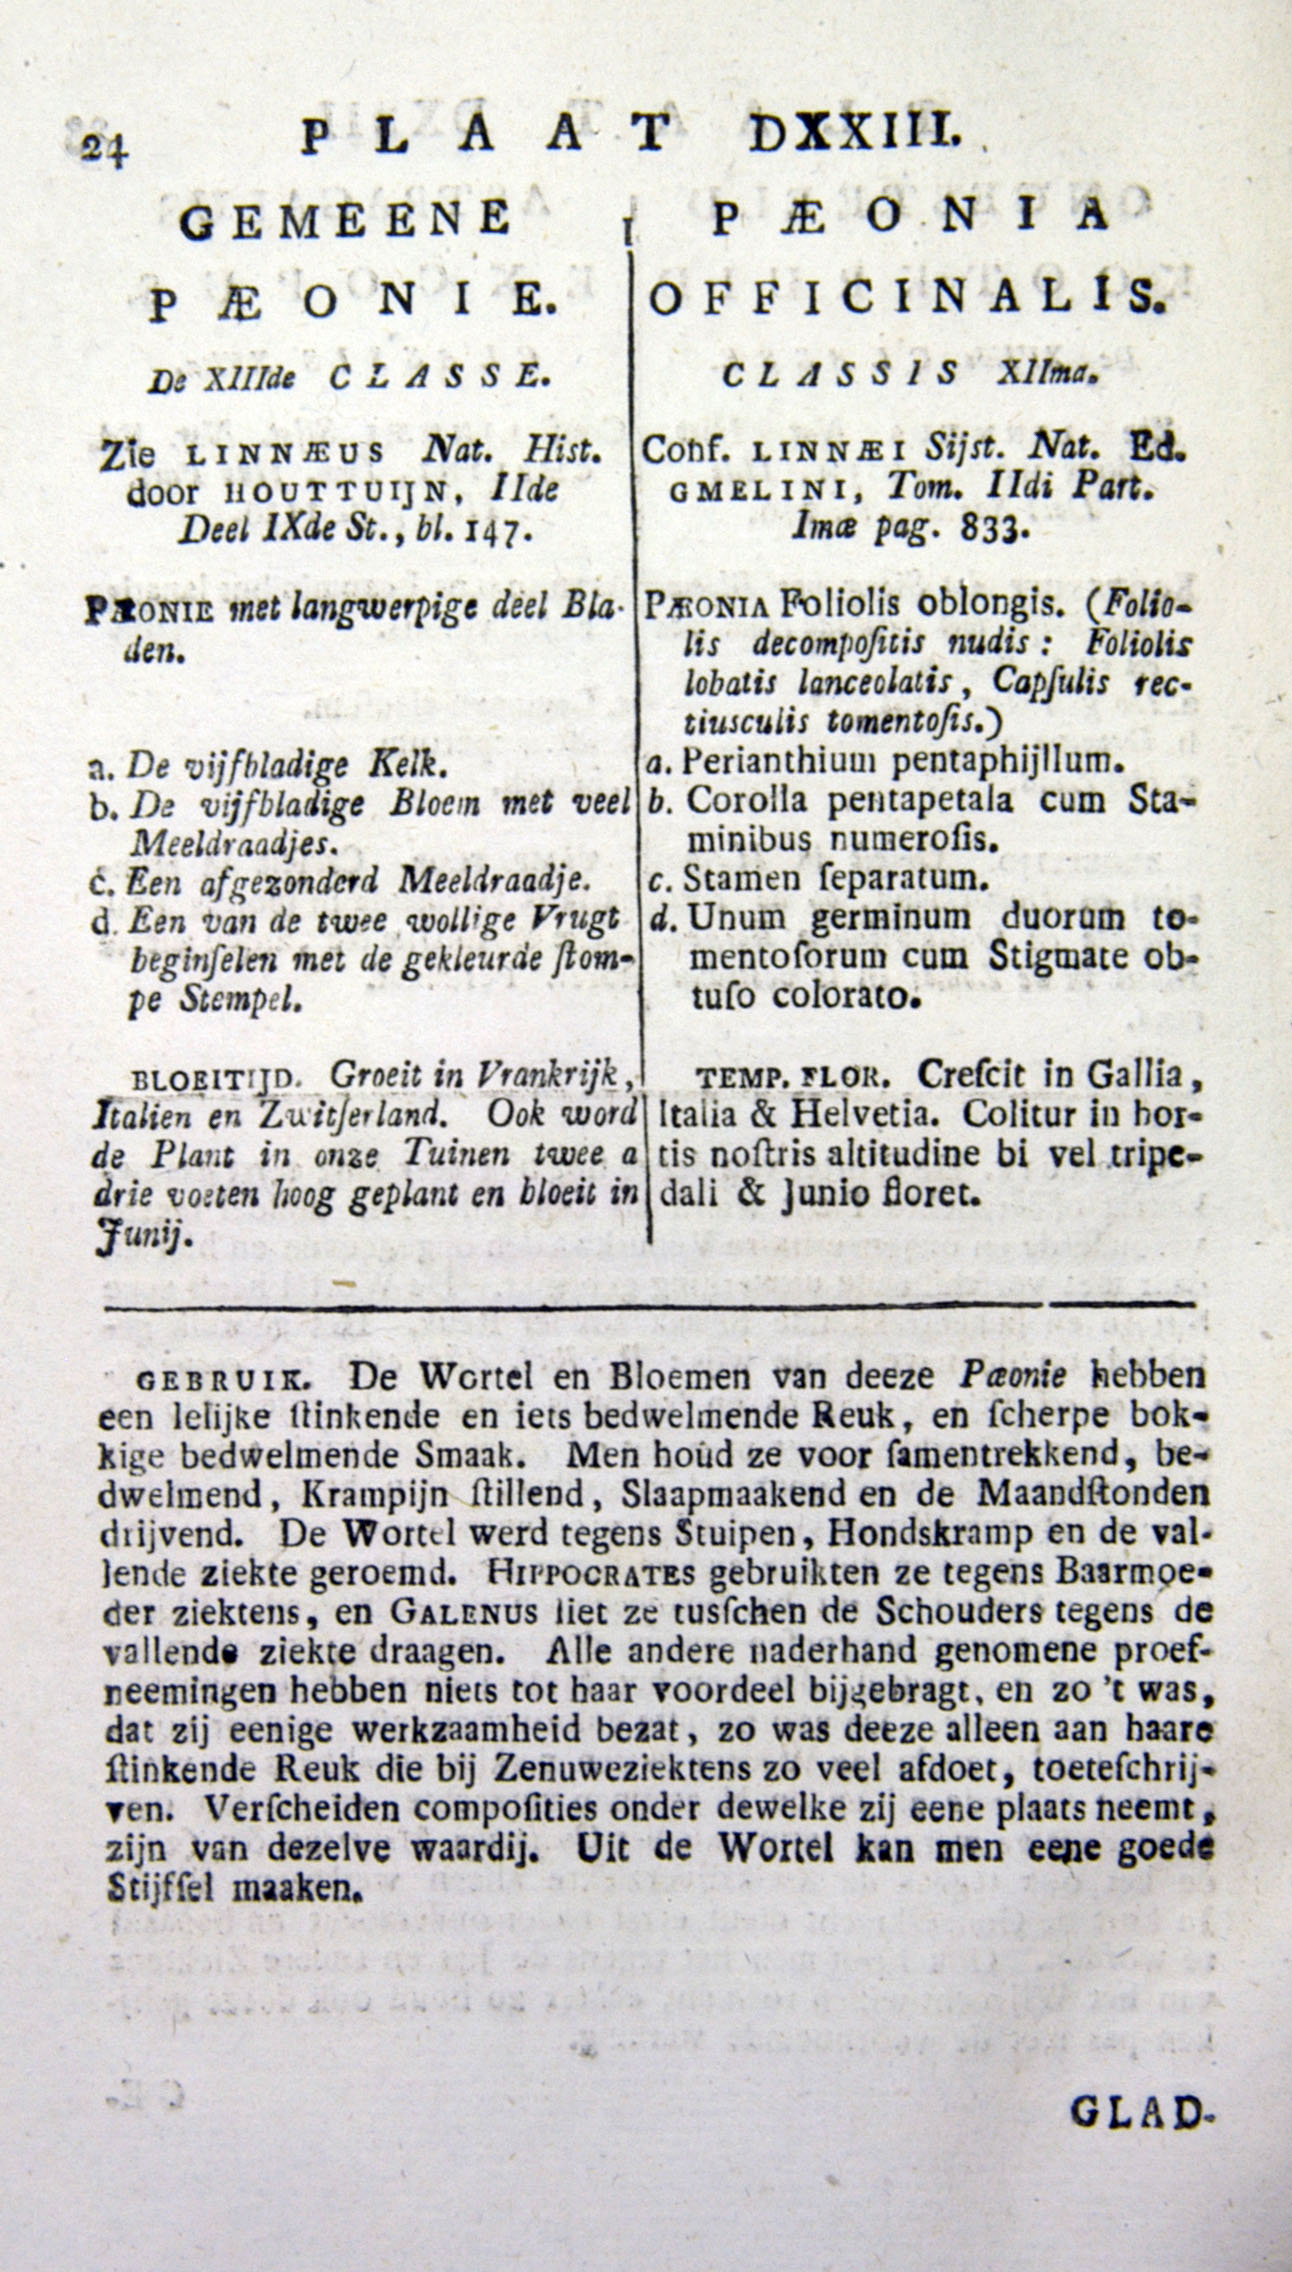 24 PLAAT DXXIII.
GEMEENE
PÆONIE.
De XIIIde CLASSE.
Zie LINNÆUS Nat. Hist.
door HOUTTUIJN, IIde
Deel IXde St., bl. 147.
PÆONIE met langwerpige deel Bla-
den.
a. De vijfbladige Kelk.
b. De vijfbladige Bloem met veel
Meeldraadjes.
c. Een afgezonderd Meeldraadje.
d. Een van de twee wollige Vrugt
beginſelen met de gekleurde ſtom-
pe Stempel.
BLOEITIJD. Groeit in Vrankrijk,
Italien en Zwitſerland. Ook word
de Plant in onze Tuinen twee a
drie voeten hoog geplant en bloeit in
Junij.
PÆONIA
OFFICINALIS.
CLASSIS XIIma.
Conf. LINNÆI Sijst. Nat. Ed.
GMELINI, Tom. IIdi Part.
Imæ pag. 833.
PÆONIA Foliolis oblongis. (Folio-
lis decompoſitis nudis: Foliolis
lobatis lanceolatis, Capſulis rec-
tiusculis tomentoſis.)
a. Perianthium pentaphijllum.
b. Corolla pentapetala cum Sta-
minibus numeroſis.
c. Stamen ſeparatum.
d. Unum germinum duorum to-
mentoſorum cum Stigmate ob-
tuſo colorato.
TEMP. FLOR. Creſcit in Gallia,
Italia & Helvetia. Colitur in hor-
tis noſtris altitudine bi vel tripe-
dali & Junio floret.
GEBRUIK. De Wortel en Bloemen van deeze Pæonie hebben
een lelijke ſtinkende en iets bedwelmende Reuk, en ſcherpe bok-
kige bedwelmende Smaak. Men houd ze voor ſamentrekkend, be-
dwelmend, Krampijn ſtillend, Slaapmaakend en de Maandſtonden
drijvend. De Wortel werd tegens Stuipen, Hondskramp en de val-
lende ziekte geroemd. HIPPOCRATES gebruikten ze tegens Baarmoe-
der ziektens, en GALENUS liet ze tusſchen de Schouders tegens de
vallende ziekte draagen. Alle andere naderhand genomene proef-
neemingen hebben niets tot haar voordeel bijgebragt, en zo 't was,
dat zij eenige werkzaamheid bezat, zo was deeze alleen aan haare
ſtinkende Reuk die bij Zenuweziektens zo veel afdoet, toeteſchrij-
ven. Verſcheiden compoſities onder dewelke zij eene plaats neemt,
zijn van dezelve waardij. Uit de Wortel kan men eene goede
Stijfſel maaken.
GLAD-